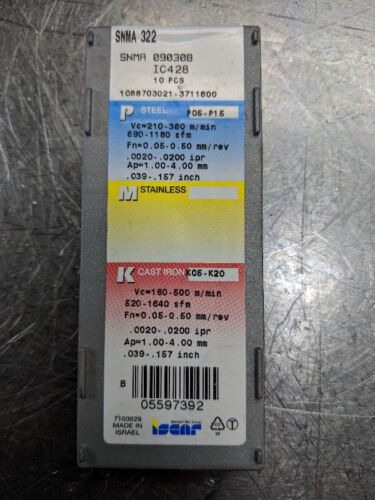 SNMA 322
SNMA 090308
IC428
10 PCS
1088703021-3711800
P STEEL P05-P15
Vc=210-360 m/min
690-1180 sfm
Fn=0.05-0.50 mm/rev
.0020-.0200 ipr
Ap=1.00-4.00 mm
.039-.157 inch
M STAINLESS
K CAST IRON K05-K20
Vc=160-500 m/min
520-1640 sfm
Fn=0.05-0.50 mm/rev
.0020-.0200 ipr
Ap=1.00-4.00 mm
.039-.157 inch
B
05597392
7103629
MADE IN
ISRAEL
iscar
PP
T